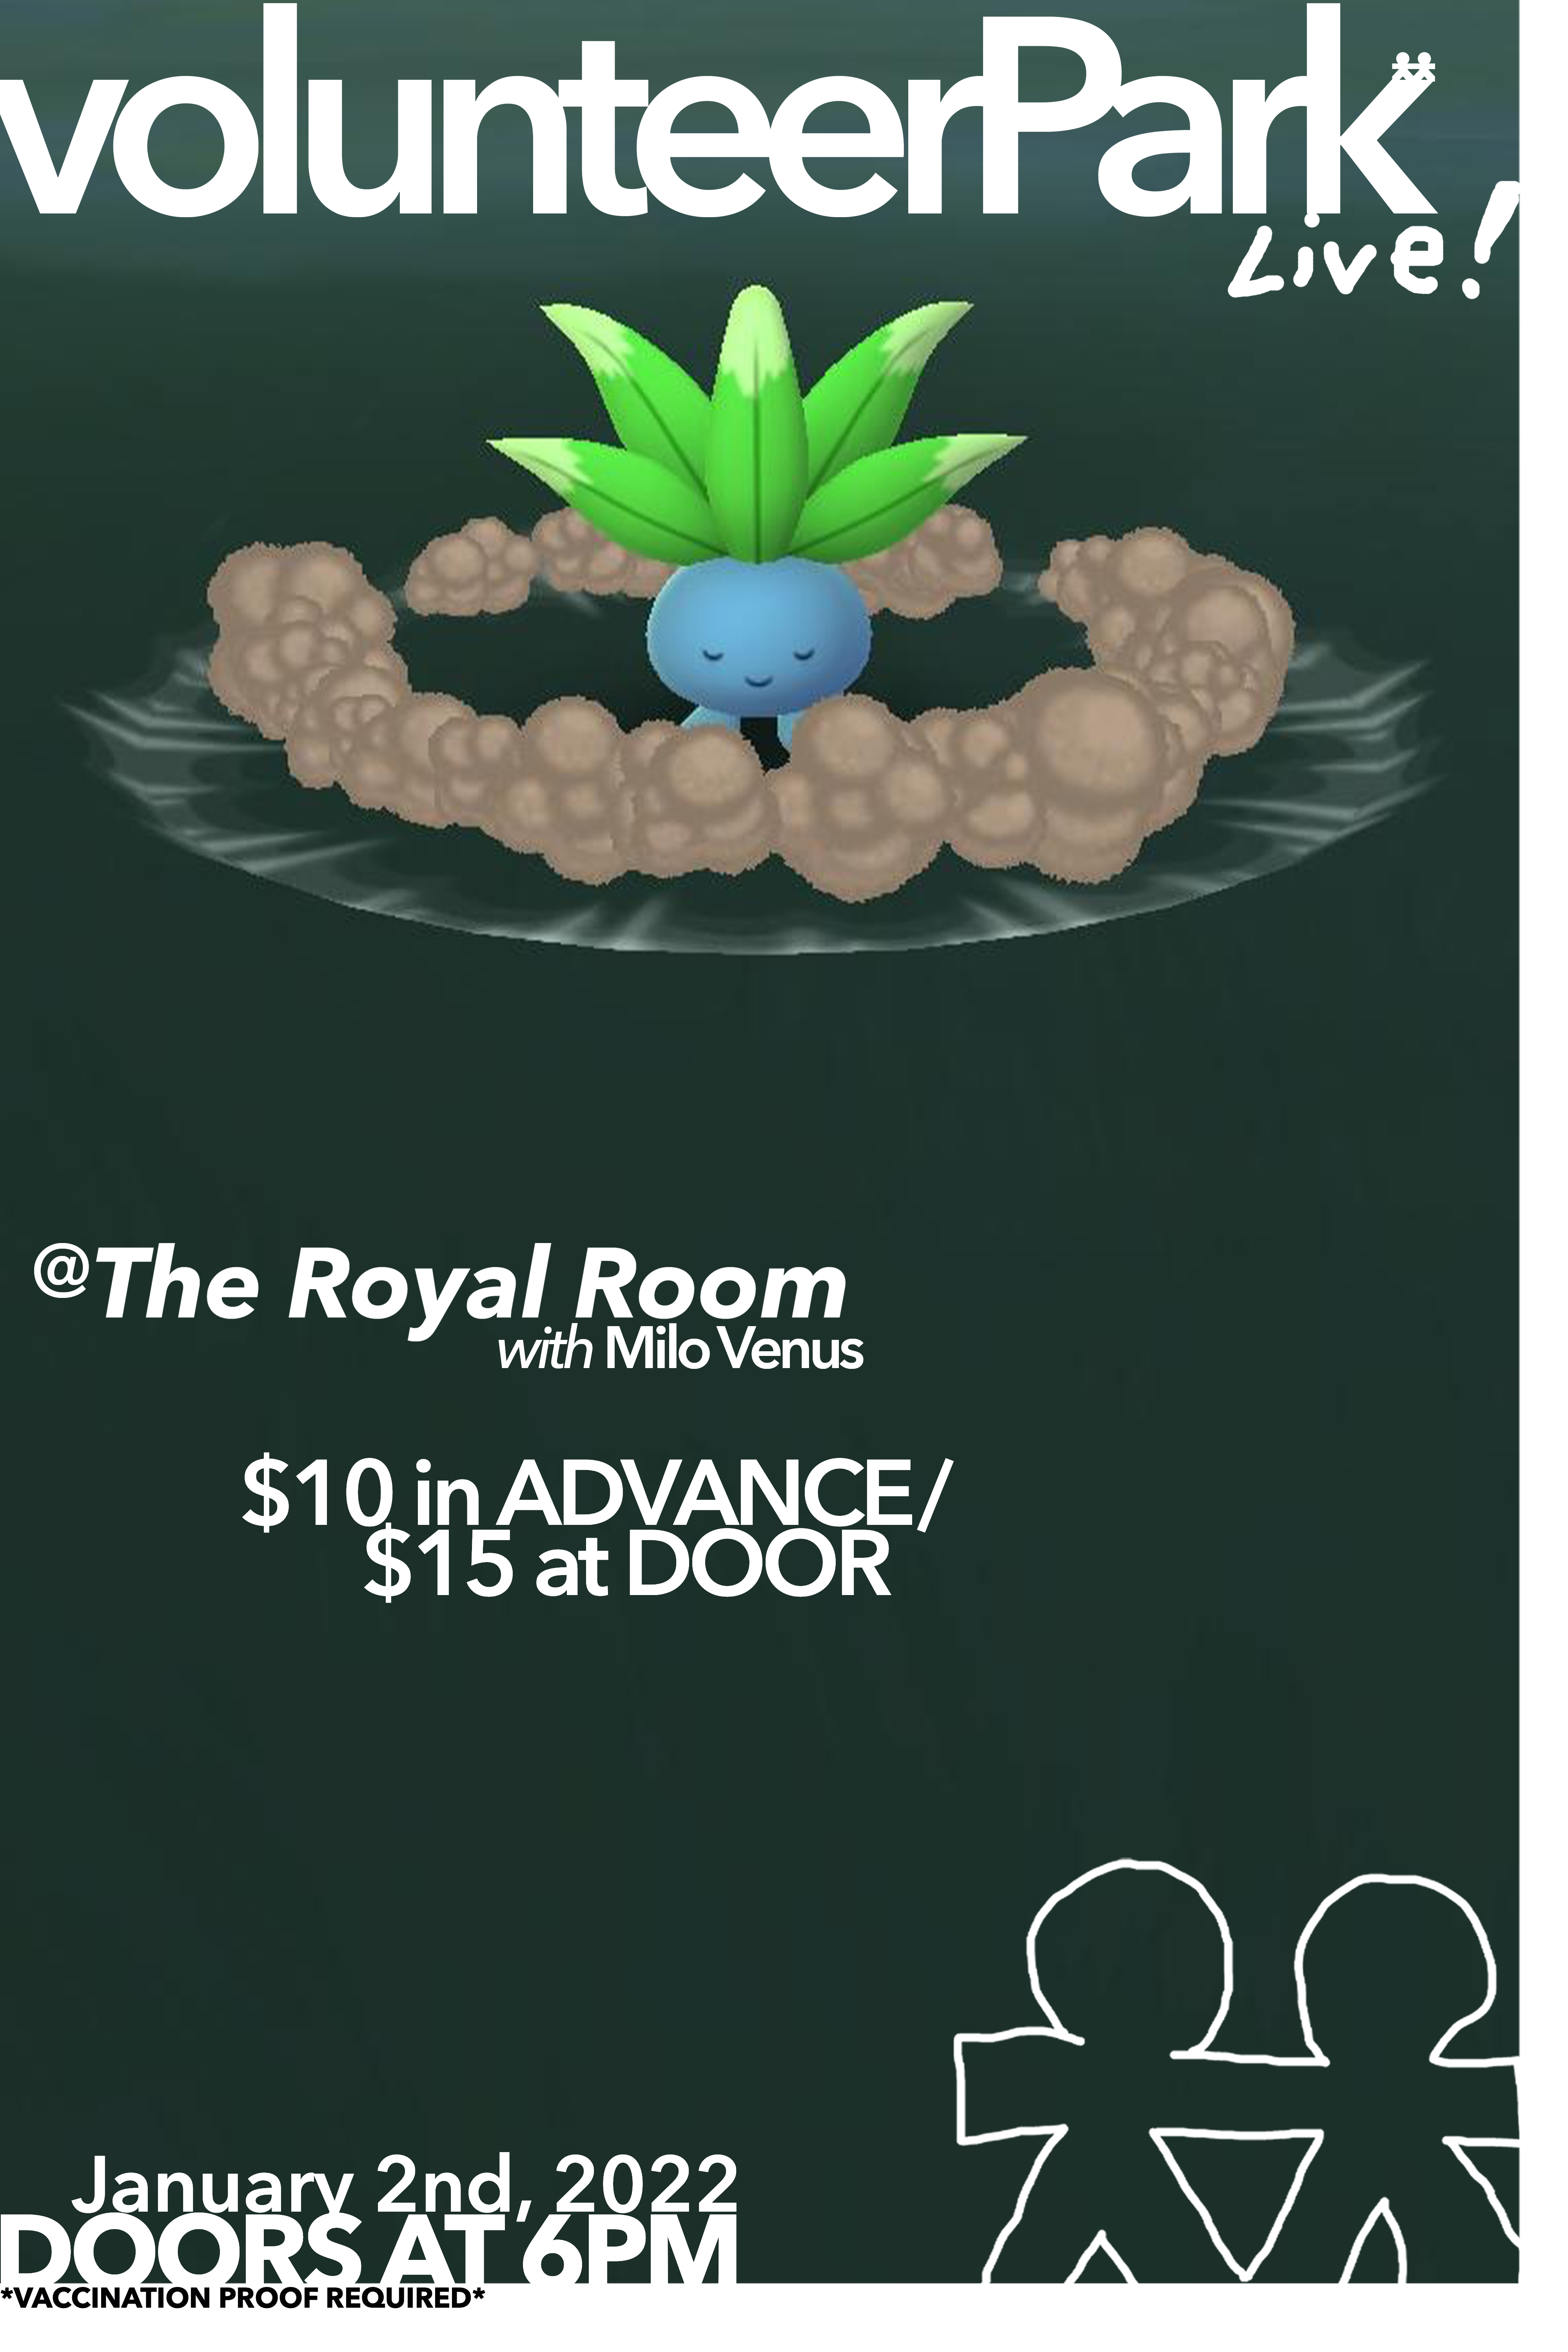 volunteerPark
Live!
@The Royal Room
with Milo Venus
$10 in ADVANCE/
$15 at DOOR
January 2nd, 2022
DOORS AT 6PM
*VACCINATION PROOF REQUIRED*